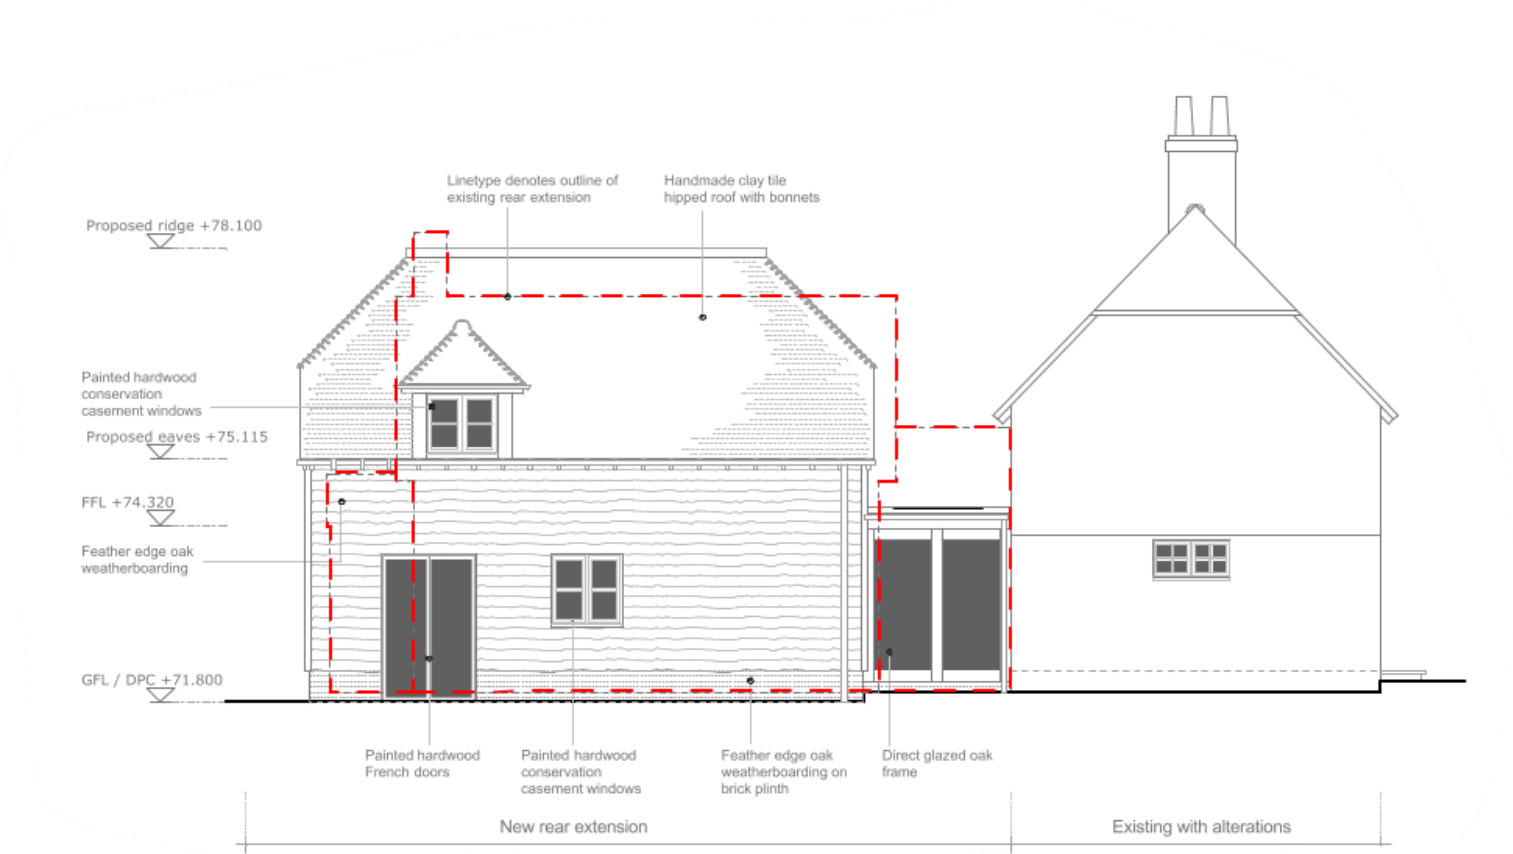 Linetype denotes outline of
existing rear extension
Handmade clay tile
hipped roof with bonnets
Proposed ridge +78.100
Painted hardwood
conservation
casement windows
Proposed eaves +75.115
FFL +74.320
Feather edge oak
weatherboarding
GFL / DPC +71.800
Painted hardwood
French doors
Painted hardwood
conservation
casement windows
Feather edge oak
weatherboarding on
brick plinth
Direct glazed oak
frame
New rear extension
Existing with alterations